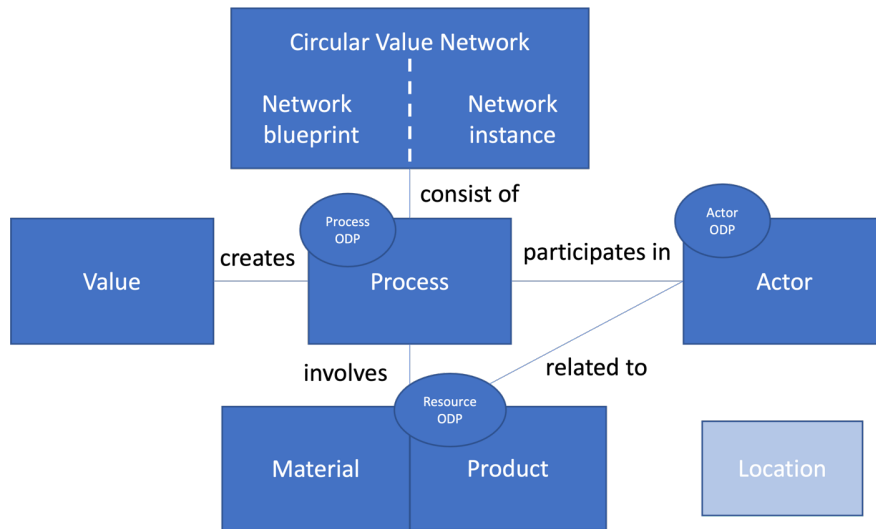 Circular Value Network
Network
blueprint
Network
instance
consist of
Process
ODP
Actor
ODP
Value
creates
Process
participates in
Actor
involves
related to
Resource
ODP
Material
Product
Location